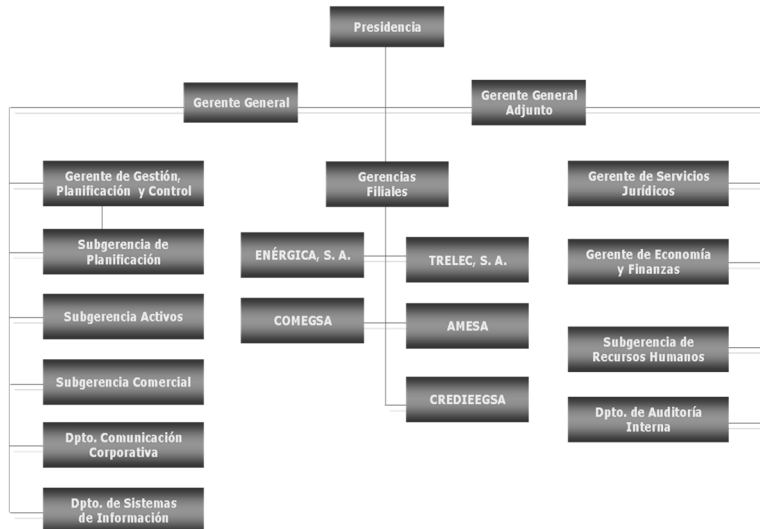 Presidencia
Gerente General
Gerente General
Adjunto
Gerente de Gestión,
Planificación y Control
Gerencias
Filiales
Gerente de Servicios
Jurídicos
Subgerencia de
Planificación
ENÉRGICA, S. A.
TRELEC, S. A.
Gerente de Economía
y Finanzas
Subgerencia Activos
COMEGSA
AMESA
Subgerencia de
Recursos Humanos
Subgerencia Comercial
CREDIEEGSA
Dpto. de Auditoría
Interna
Dpto. Comunicación
Corporativa
Dpto. de Sistemas
de Información